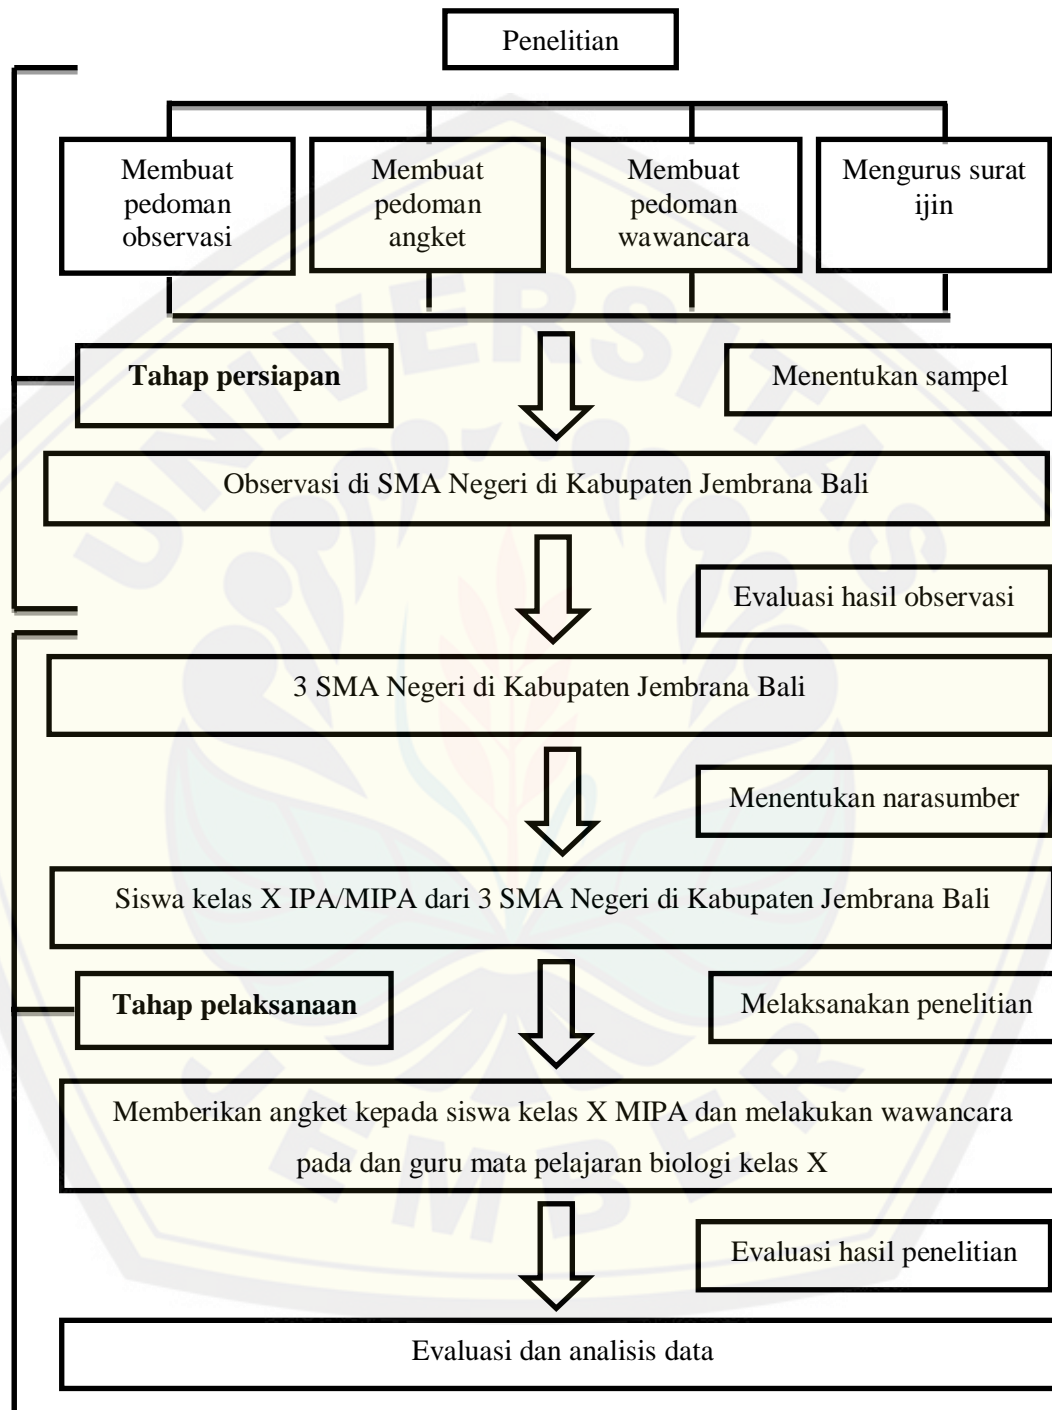 Penelitian
Membuat
pedoman
observasi
Membuat
pedoman
angket
Membuat
pedoman
wawancara
Mengurus surat
ijin
Tahap persiapan
Menentukan sampel
Observasi di SMA Negeri di Kabupaten Jembrana Bali
Evaluasi hasil observasi
3 SMA Negeri di Kabupaten Jembrana Bali
Menentukan narasumber
Siswa kelas X IPA/MIPA dari 3 SMA Negeri di Kabupaten Jembrana Bali
Tahap pelaksanaan
Melaksanakan penelitian
Memberikan angket kepada siswa kelas X MIPA dan melakukan wawancara
pada dan guru mata pelajaran biologi kelas X
Evaluasi hasil penelitian
Evaluasi dan analisis data
UNIVERSITAS
JEMBER